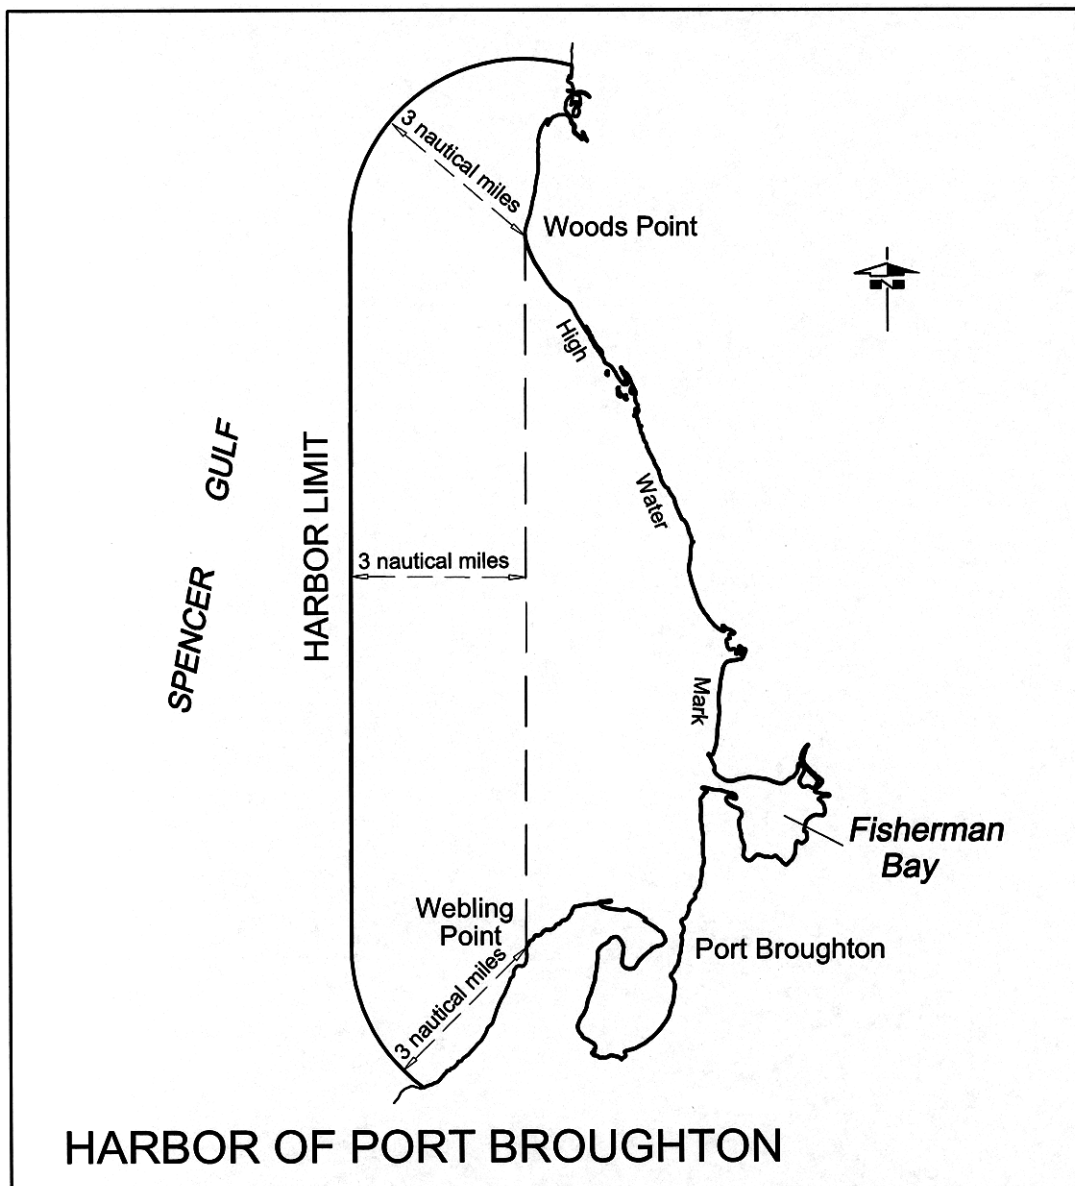 3 nautical miles
Woods Point
N
High
SPENCER GULF
HARBOR LIMIT
Water
3 nautical miles
Mark
Fisherman
Bay
Webling
Point
Port Broughton
3 nautical miles
HARBOR OF PORT BROUGHTON